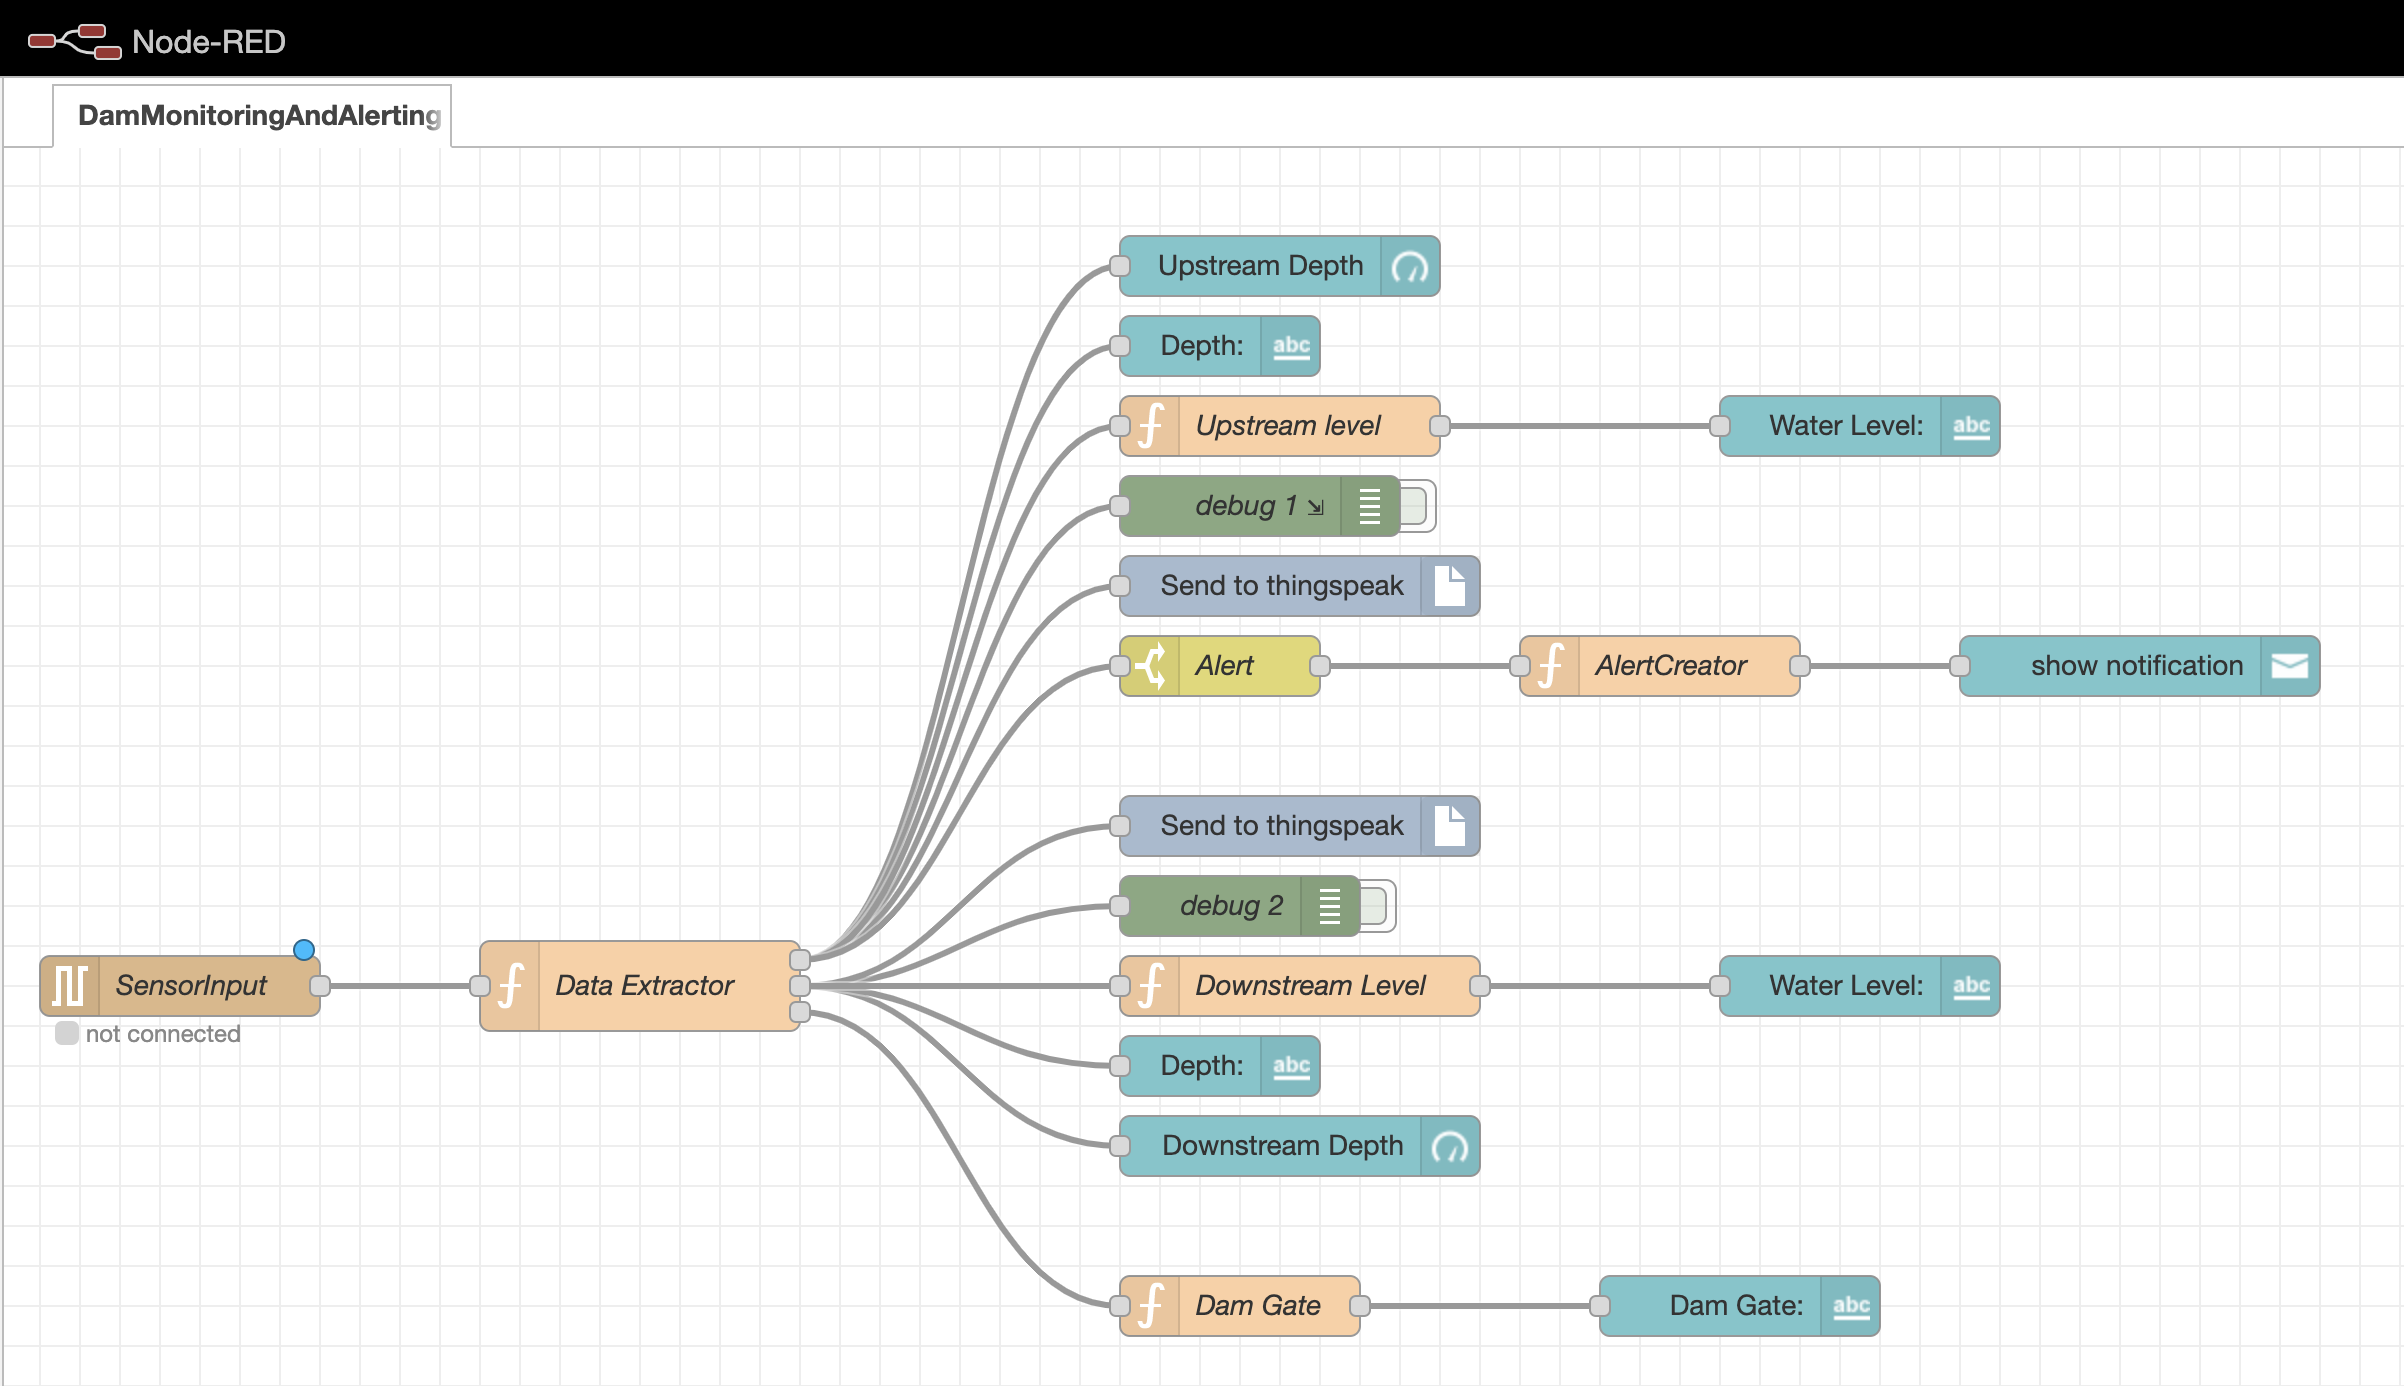 Node-RED
DamMonitoringAndAlerting
Upstream Depth
Depth:
abc
Upstream level
Water Level:
abc
debug 1
Send to thingspeak
Alert
AlertCreator
show notification
Send to thingspeak
debug 2
SensorInput
Data Extractor
Downstream Level
Water Level:
abc
not connected
Depth:
abc
Downstream Depth
Dam Gate
Dam Gate:
abc